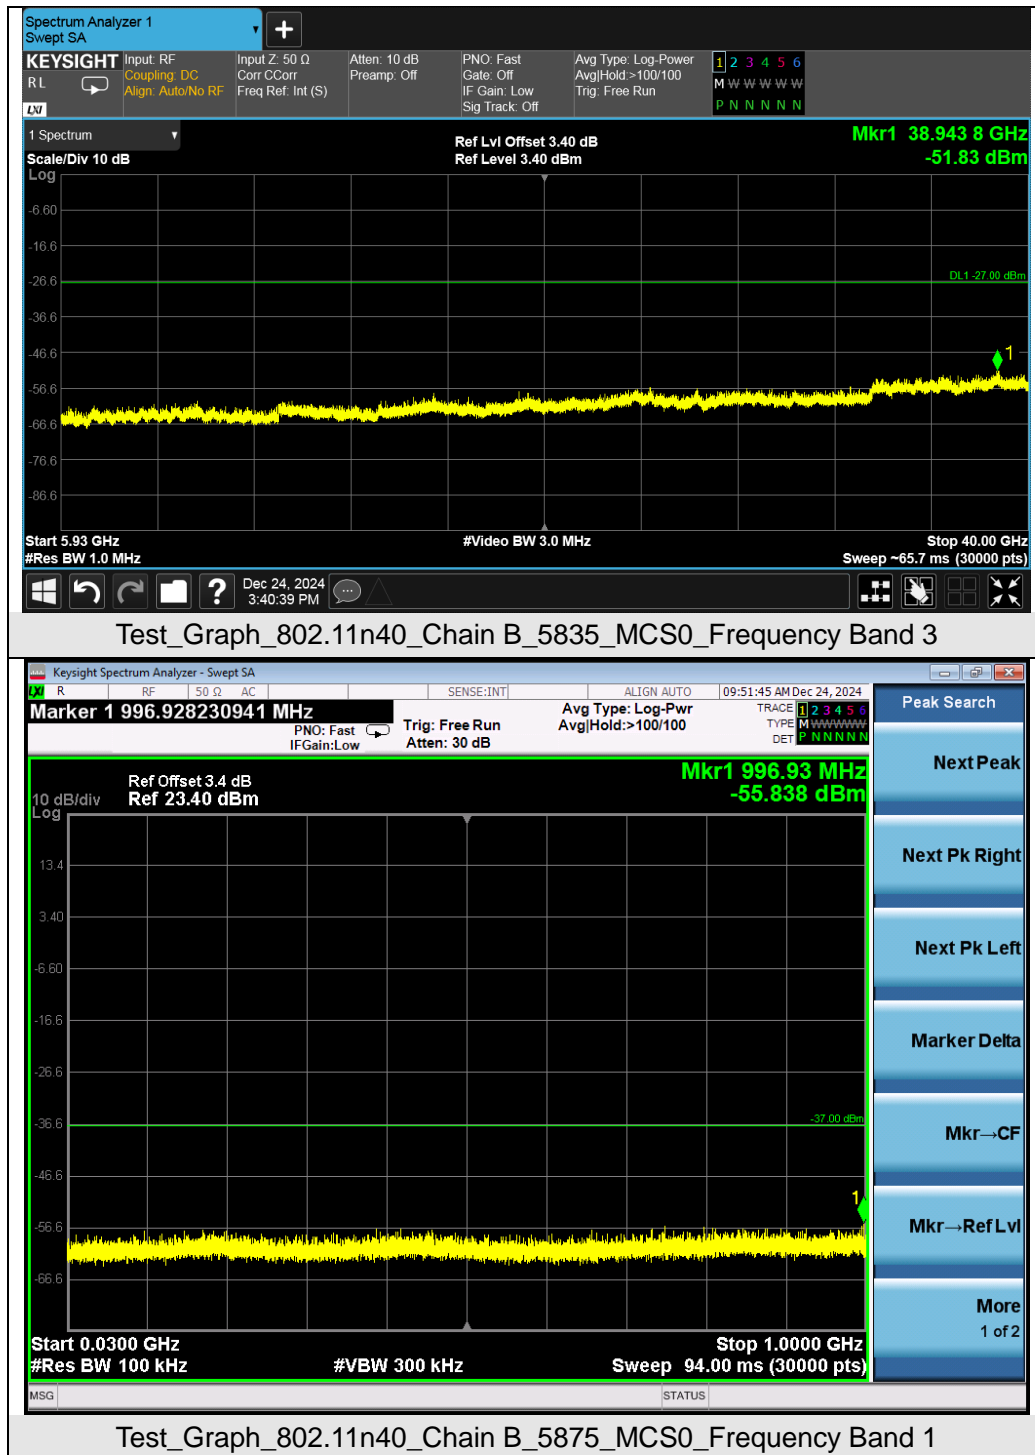 Spectrum Analyzer 1
Swept SA
+
KEYSIGHT
R L
LXI
Input: RF
Coupling: DC
Align: Auto/No RF
Input Z: 50 Ω
Corr CCorr
Freq Ref: Int (S)
Atten: 10 dB
Preamp: Off
PNO: Fast
Gate: Off
IF Gain: Low
Sig Track: Off
Avg Type: Log-Power
Avg|Hold:>100/100
Trig: Free Run
1 2 3 4 5 6
M W W W W W
P N N N N N
1 Spectrum
Scale/Div 10 dB
Log
Ref Lvl Offset 3.40 dB
Ref Level 3.40 dBm
Mkr1 38.943 8 GHz
-51.83 dBm
-6.60
-16.6
-26.6
DL1 -27.00 dBm
-36.6
-46.6
1
-56.6
-66.6
-76.6
-86.6
Start 5.93 GHz
#Res BW 1.0 MHz
#Video BW 3.0 MHz
Stop 40.00 GHz
Sweep ~65.7 ms (30000 pts)
?
Dec 24, 2024
3:40:39 PM
Test_Graph_802.11n40_Chain B_5835_MCS0_Frequency Band 3
Keysight Spectrum Analyzer - Swept SA
LXI R RF 50 Ω AC SENSE:INT ALIGN AUTO 09:51:45 AM Dec 24, 2024
Marker 1 996.928230941 MHz
PNO: Fast
IFGain:Low
Trig: Free Run
Atten: 30 dB
Avg Type: Log-Pwr
Avg|Hold:>100/100
TRACE 1 2 3 4 5 6
TYPE M W W W W W
DET P N N N N N
Peak Search
Next Peak
Next Pk Right
Next Pk Left
Marker Delta
Mkr→CF
Mkr→Ref Lvl
More
1 of 2
Ref Offset 3.4 dB
10 dB/div Ref 23.40 dBm
Log
Mkr1 996.93 MHz
-55.838 dBm
13.4
3.40
-6.60
-16.6
-26.6
-36.6
-37.00 dBm
-46.6
1
-56.6
-66.6
Start 0.0300 GHz
#Res BW 100 kHz
#VBW 300 kHz
Stop 1.0000 GHz
Sweep 94.00 ms (30000 pts)
MSG
STATUS
Test_Graph_802.11n40_Chain B_5875_MCS0_Frequency Band 1